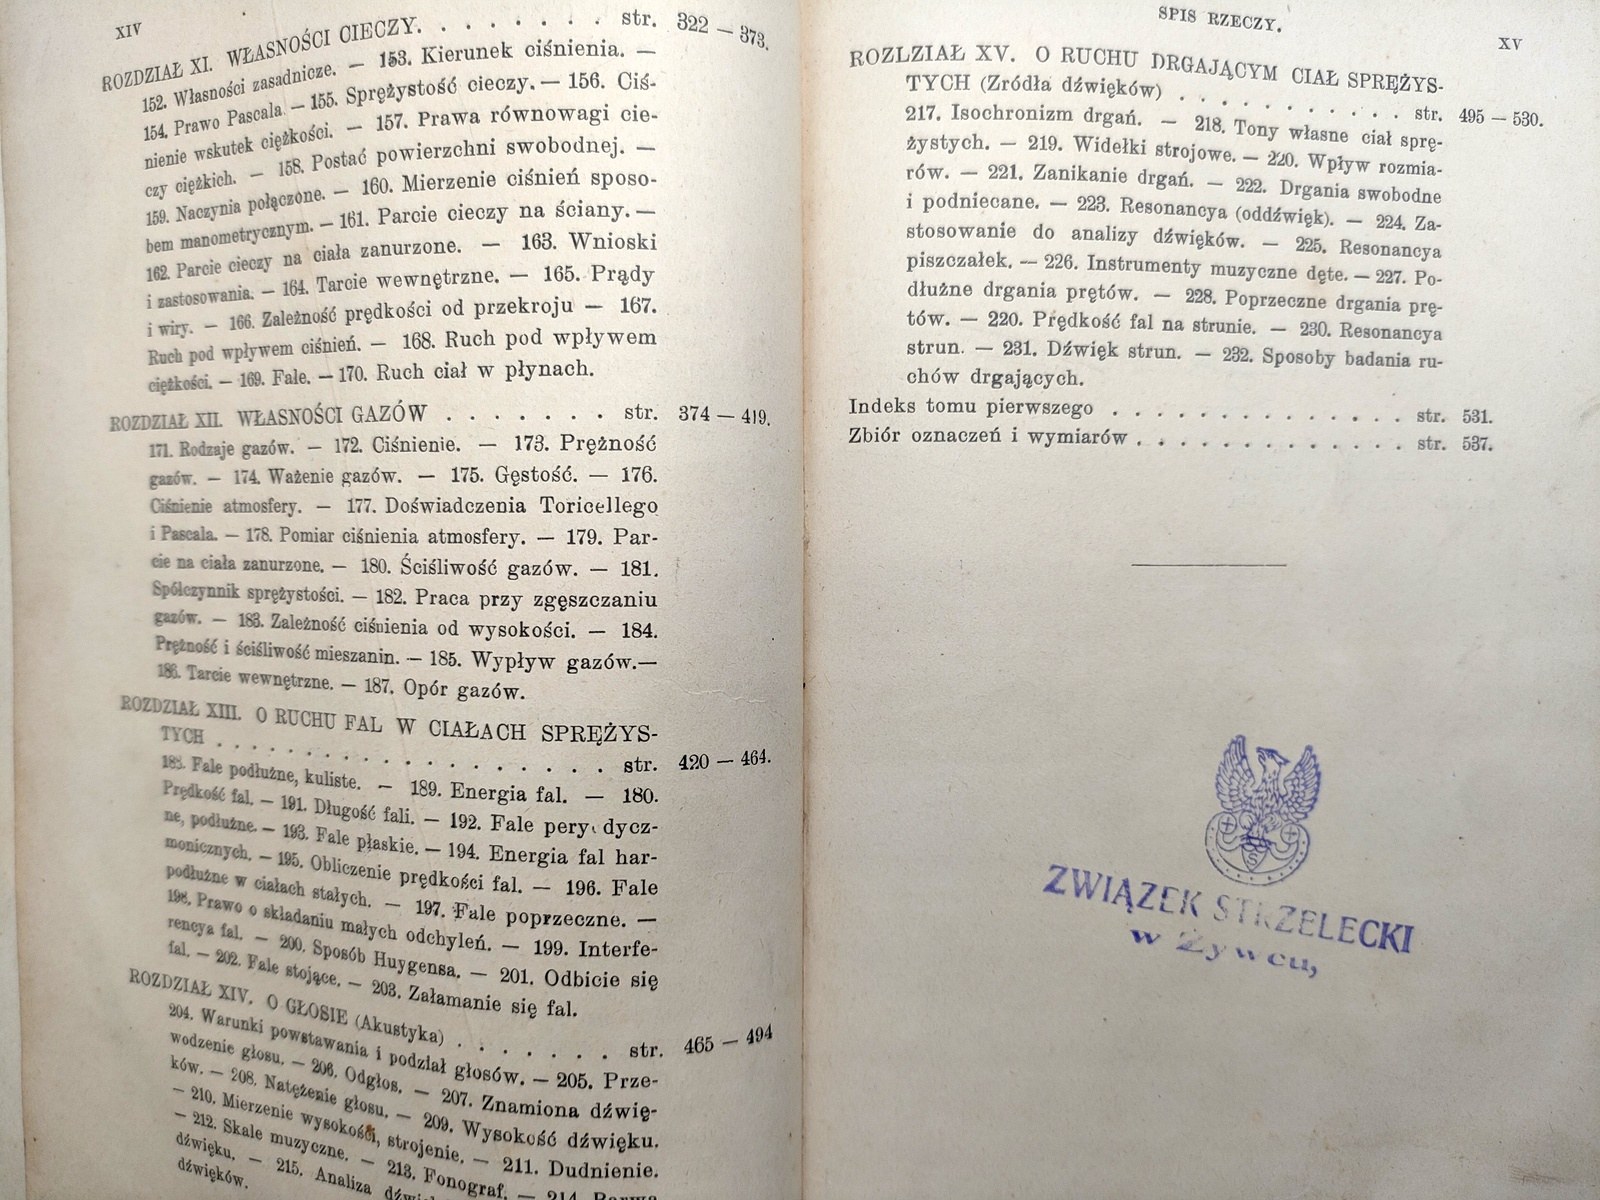 XIV
ROZDZIAŁ XI. WŁASNOŚCI CIECZY. . . . . . . str. 322 — 373.
152. Własności zasadnicze. — 153. Kierunek ciśnienia. —
154. Prawo Pascala — 155. Sprężystość cieczy. — 156. Ciś-
nienie wskutek ciężkości. — 157. Prawa równowagi cie-
czy ciężkich. — 158. Postać powierzchni swobodnej. —
159. Naczynia połączone. — 160. Mierzenie ciśnień sposo-
bem manometrycznym. — 161. Parcie cieczy na ściany. —
162. Parcie cieczy na ciała zanurzone. — 163. Wnioski
i zastosowania. — 164. Tarcie wewnętrzne. — 165. Prądy
i wiry. — 166. Zależność prędkości od przekroju — 167.
Ruch pod wpływem ciśnień. — 168. Ruch pod wpływem
ciężkości. — 169. Fale. — 170. Ruch ciał w płynach.
ROZDZIAŁ XII. WŁASNOŚCI GAZÓW . . . . . . . str. 374 — 419.
171. Rodzaje gazów. — 172. Ciśnienie. — 173. Prężność
gazów. — 174. Ważenie gazów. — 175. Gęstość. — 176.
Ciśnienie atmosfery. — 177. Doświadczenia Toricellego
i Pascala. — 178. Pomiar ciśnienia atmosfery. — 179. Par-
cie na ciała zanurzone. — 180. Ściśliwość gazów. — 181.
Spółczynnik sprężystości. — 182. Praca przy zgęszczaniu
gazów. — 183. Zależność ciśnienia od wysokości. — 184.
Prężność i ściśliwość mieszanin. — 185. Wypływ gazów.—
186. Tarcie wewnętrzne. — 187. Opór gazów.
ROZDZIAŁ XIII. O RUCHU FAL W CIAŁACH SPRĘŻYS-
TYCH . . . . . . . . . . . . . . str. 420 — 464.
188. Fale podłużne, kuliste. — 189. Energia fal. — 180.
Prędkość fal. — 191. Długość fali. — 192. Fale peryodycz-
ne, podłużne. — 193. Fale płaskie. — 194. Energia fal har-
monicznych. — 195. Obliczenie prędkości fal. — 196. Fale
podłużne w ciałach stałych. — 197. Fale poprzeczne. —
198. Prawo o składaniu małych odchyleń. — 199. Interfe-
rencya fal. — 200. Sposób Huygensa. — 201. Odbicie się
fal. — 202. Fale stojące. — 203. Załamanie się fal.
ROZDZIAŁ XIV. O GŁOSIE (Akustyka) . . . . . . . str. 465 — 494
204. Warunki powstawania i podział głosów. — 205. Prze-
wodzenie głosu. — 206. Odgłos. — 207. Znamiona dźwię-
ków. — 208. Natężenie głosu. — 209. Wysokość dźwięku.
— 210. Mierzenie wysokości, strojenie. — 211. Dudnienie.
— 212. Skale muzyczne. — 213. Fonograf. — 214. Barwa
dźwięku. — 215. Analiza
dźwięków.
SPIS RZECZY.
XV
ROZLZIAŁ XV. O RUCHU DRGAJĄCYM CIAŁ SPRĘŻYS-
TYCH (Zródła dźwięków) . . . . . . . . . str. 495 — 530.
217. Isochronizm drgań. — 218. Tony własne ciał sprę-
żystych. — 219. Widełki strojowe. — 220. Wpływ rozmia-
rów. — 221. Zanikanie drgań. — 222. Drgania swobodne
i podniecane. — 223. Resonancya (oddźwięk). — 224. Za-
stosowanie do analizy dźwięków. — 225. Resonancya
piszczałek. — 226. Instrumenty muzyczne dęte. — 227. Po-
dłużne drgania prętów. — 228. Poprzeczne drgania prę-
tów. — 220. Prędkość fal na strunie. — 230. Resonancya
strun. — 231. Dźwięk strun. — 232. Sposoby badania ru-
chów drgających.
Indeks tomu pierwszego . . . . . . . . . . . . . . str. 531.
Zbiór oznaczeń i wymiarów . . . . . . . . . . . . . str. 537.
S
ZWIĄZEK STRZELECKI
w Żywcu,